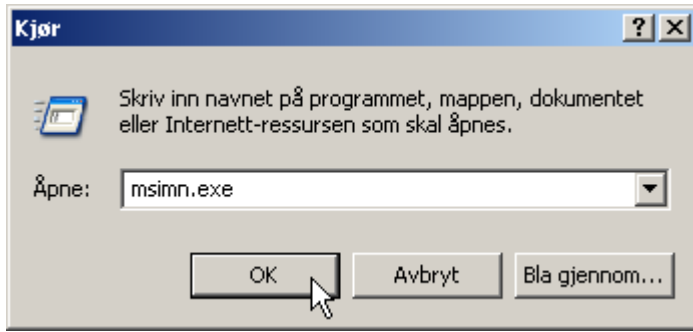 Kjør
Skriv inn navnet på programmet, mappen, dokumentet
eller Internett-ressursen som skal åpnes.
Åpne: msimn.exe
OK Avbryt Bla gjennom...